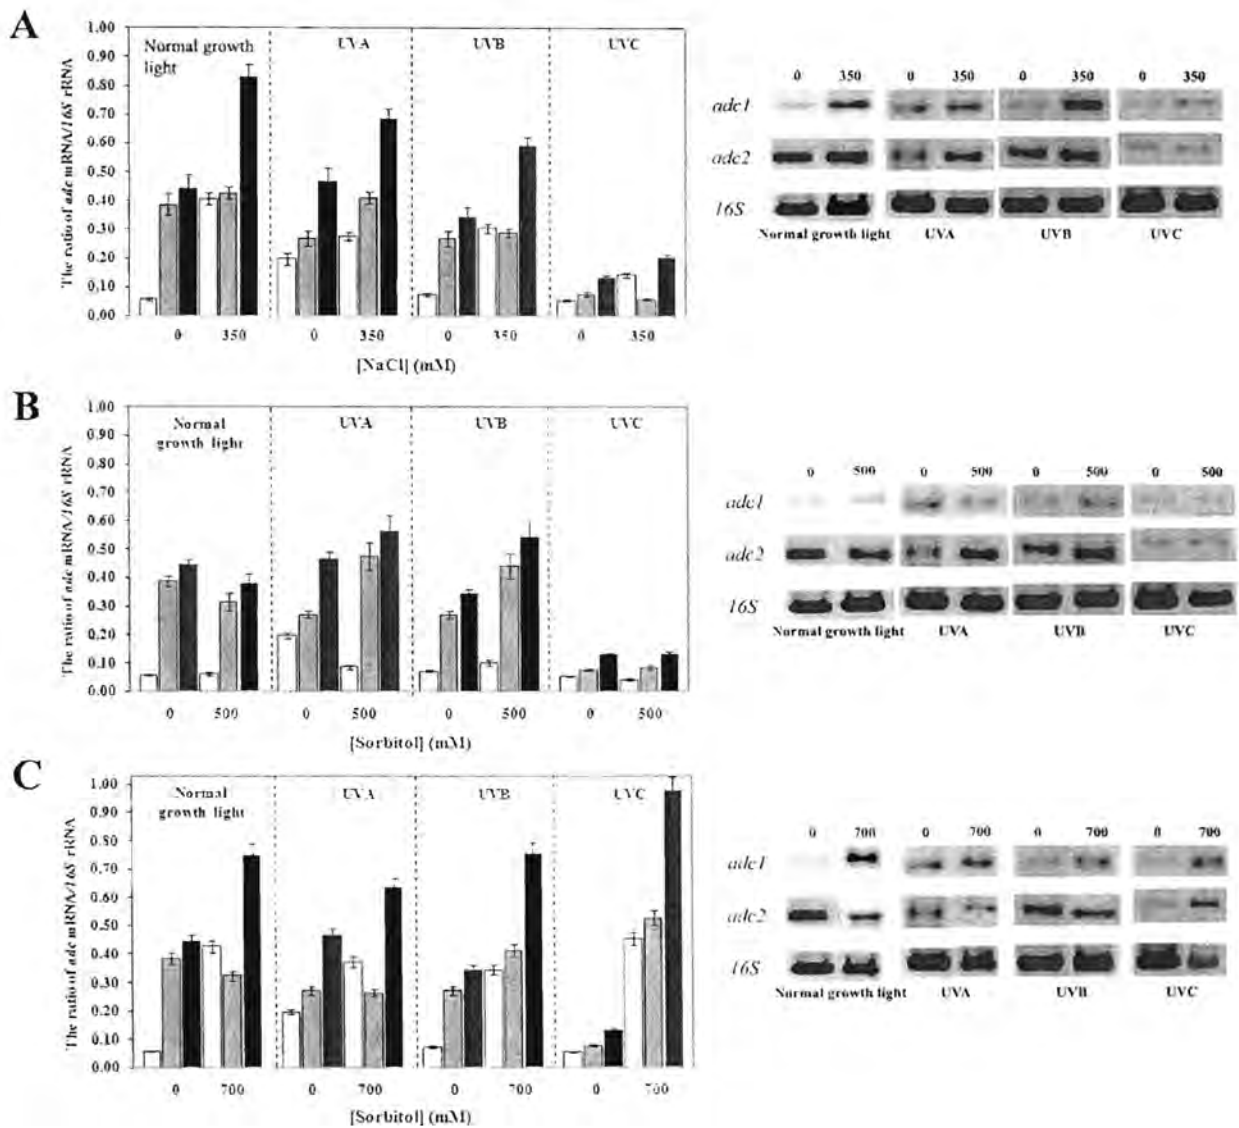 A
The ratio of adc mRNA/16S rRNA
1.00
0.90
0.80
0.70
0.60
0.50
0.40
0.30
0.20
0.10
0.00
Normal growth
light
UVA
UVB
UVC
0 350 0 350 0 350 0 350
[NaCl] (mM)
0 350 0 350 0 350 0 350
adc1
adc2
16S
Normal growth light UVA UVB UVC
B
The ratio of adc mRNA/16S rRNA
1.00
0.90
0.80
0.70
0.60
0.50
0.40
0.30
0.20
0.10
0.00
Normal
growth light
UVA
UVB
UVC
0 500 0 500 0 500 0 500
[Sorbitol] (mM)
0 500 0 500 0 500 0 500
adc1
adc2
16S
Normal growth light UVA UVB UVC
C
The ratio of adc mRNA/16S rRNA
1.00
0.90
0.80
0.70
0.60
0.50
0.40
0.30
0.20
0.10
0.00
Normal
growth light
UVA
UVB
UVC
0 700 0 700 0 700 0 700
[Sorbitol] (mM)
0 700 0 700 0 700 0 700
adc1
adc2
16S
Normal growth light UVA UVB UVC